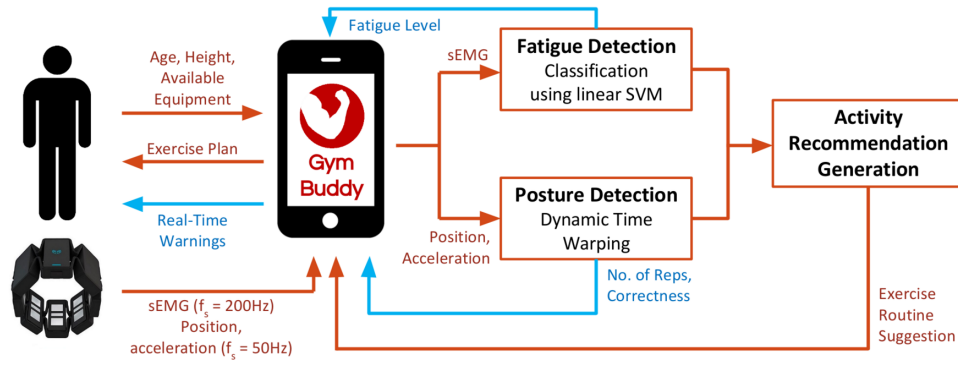 Fatigue Level
Age, Height,
Available
Equipment
Exercise Plan
Real-Time
Warnings
Gym
Buddy
sEMG
Fatigue Detection
Classification
using linear SVM
Position,
Acceleration
Posture Detection
Dynamic Time
Warping
No. of Reps,
Correctness
Activity
Recommendation
Generation
Exercise
Routine
Suggestion
sEMG (fs = 200Hz)
Position,
acceleration (fs = 50Hz)